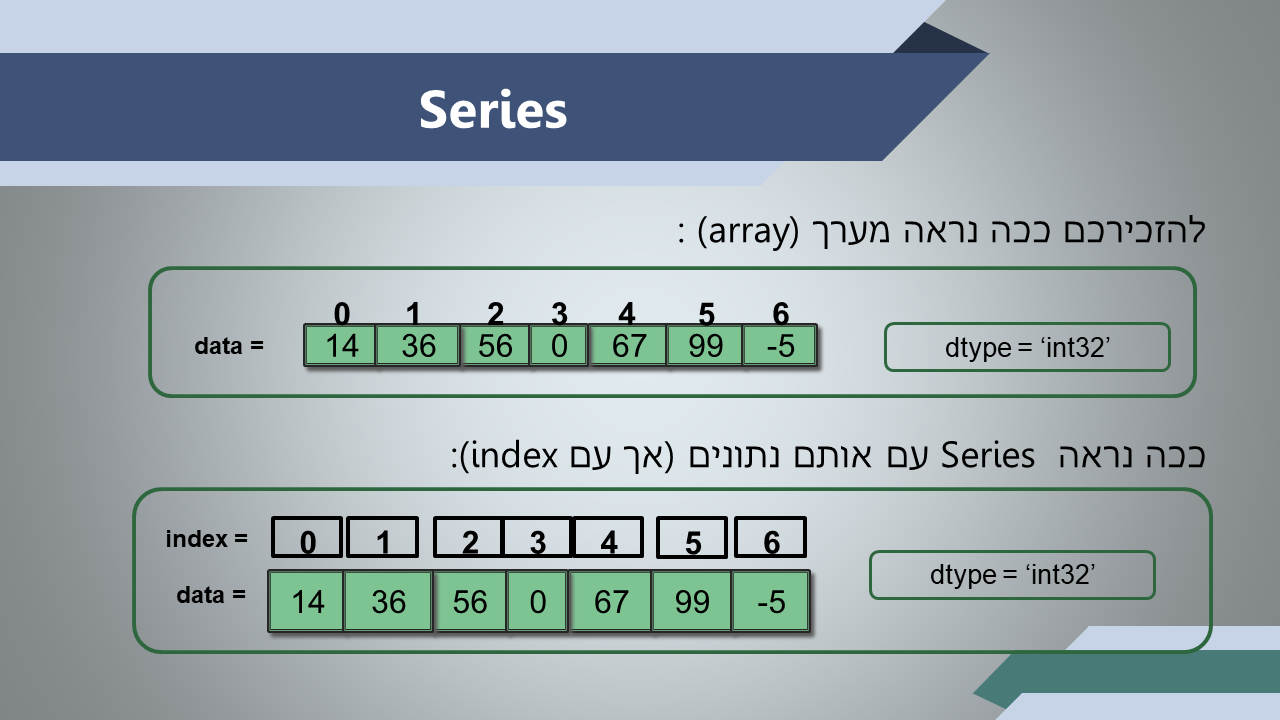 Series
להזכירכם ככה נראה מערך (array) :
0 1 2 3 4 5 6
data = 14 36 56 0 67 99 -5 dtype = ‘int32’
ככה נראה Series עם אותם נתונים (אך עם index):
index = 0 1 2 3 4 5 6
dtype = ‘int32’
data = 14 36 56 0 67 99 -5